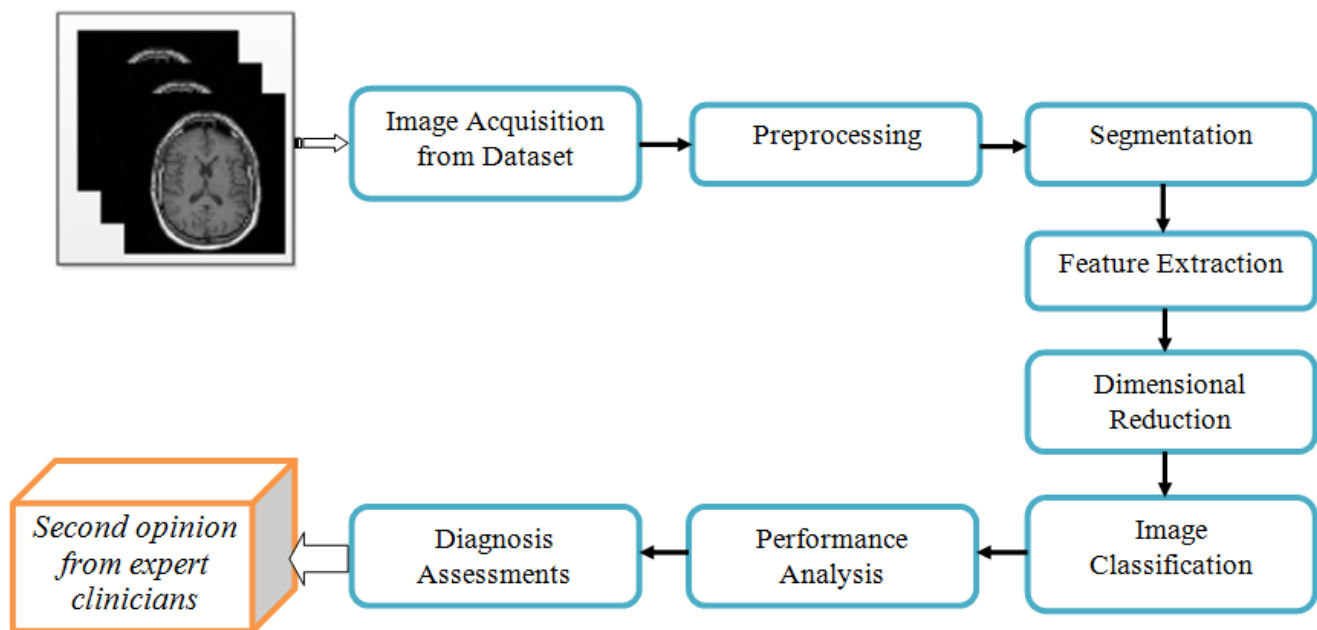 Image Acquisition
from Dataset
Preprocessing
Segmentation
Feature Extraction
Dimensional
Reduction
Image
Classification
Performance
Analysis
Diagnosis
Assessments
Second opinion
from expert
clinicians